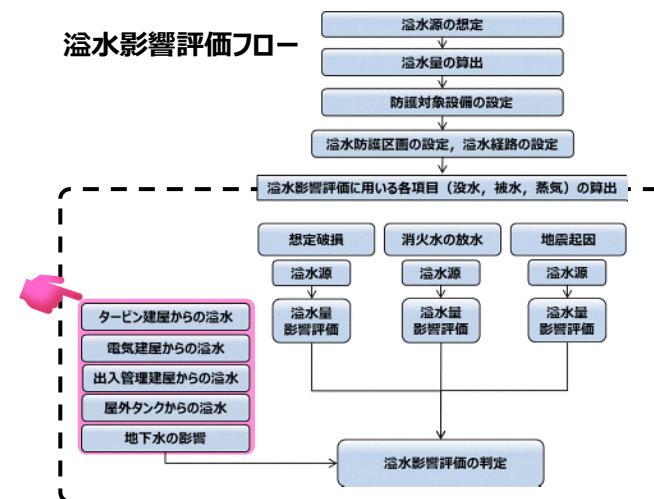 溢水影響評価フロー
溢水源の想定
溢水量の算出
防護対象設備の設定
溢水防護区画の設定，溢水経路の設定
溢水影響評価に用いる各項目（没水，被水，蒸気）の算出
想定破損
消火水の放水
地震起因
溢水源
溢水源
溢水源
溢水量
影響評価
溢水量
影響評価
溢水量
影響評価
タービン建屋からの溢水
電気建屋からの溢水
出入管理建屋からの溢水
屋外タンクからの溢水
地下水の影響
溢水影響評価の判定